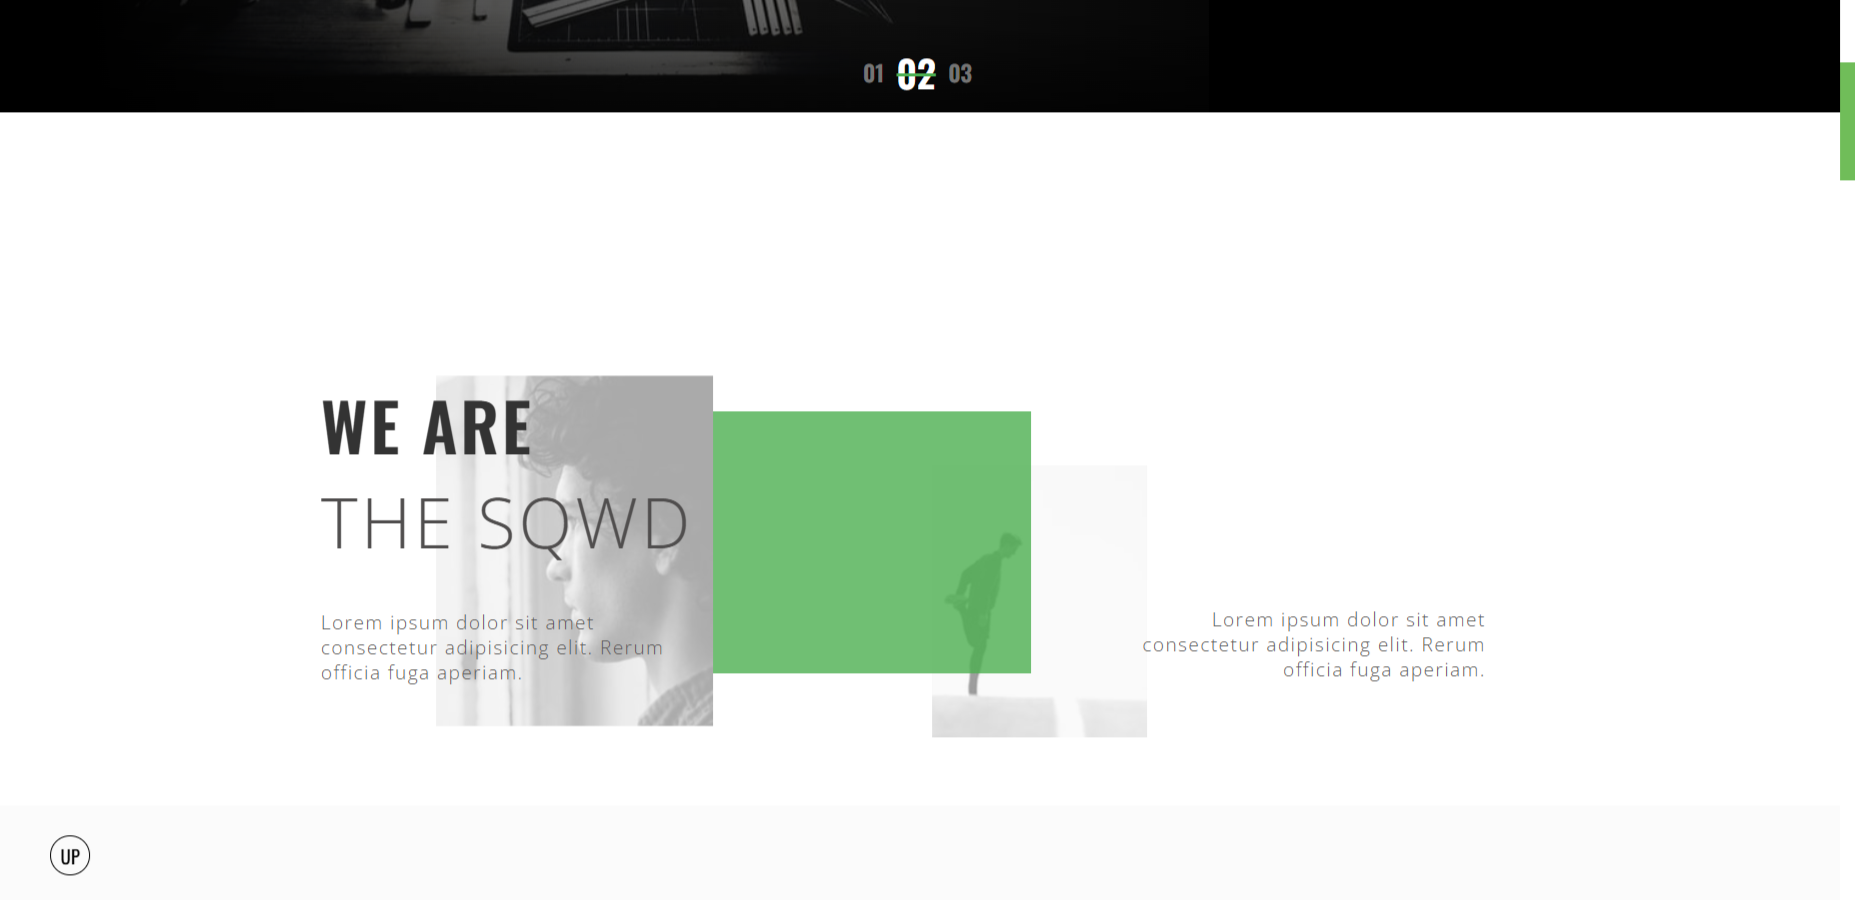 01 02 03
WE ARE
THE SQWD
Lorem ipsum dolor sit amet
consectetur adipisicing elit. Rerum
officia fuga aperiam.
Lorem ipsum dolor sit amet
consectetur adipisicing elit. Rerum
officia fuga aperiam.
UP